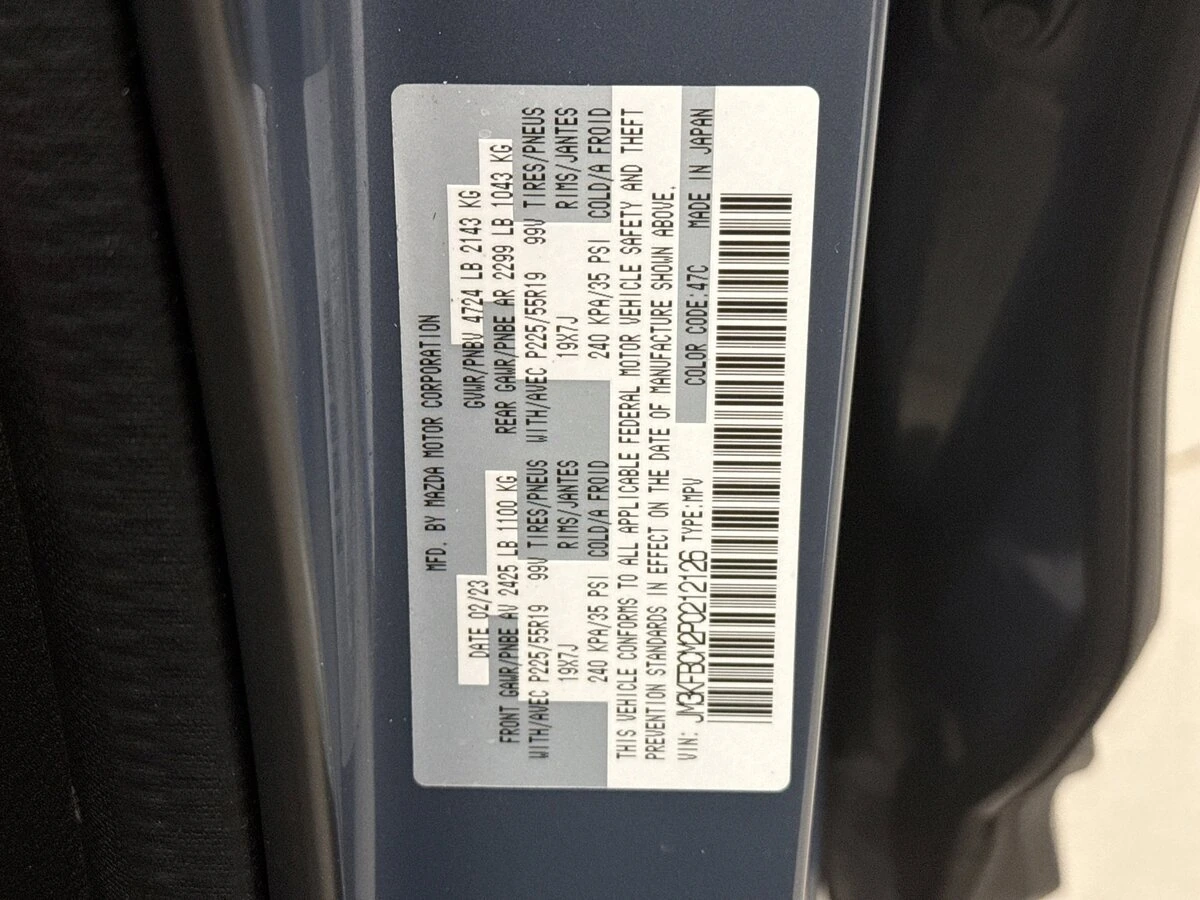 MFD. BY MAZDA MOTOR CORPORATION
DATE 02/23 GVWR/PNBV 4724 LB 2143 KG
FRONT GAWR/PNBE AV 2425 LB 1100 KG REAR GAWR/PNBE AR 2299 LB 1043 KG
WITH/AVEC P225/55R19 99V TIRES/PNEUS WITH/AVEC P225/55R19 99V TIRES/PNEUS
19X7J RIMS/JANTES 19X7J RIMS/JANTES
240 KPA/35 PSI COLD/A FROID 240 KPA/35 PSI COLD/A FROID
THIS VEHICLE CONFORMS TO ALL APPLICABLE FEDERAL MOTOR VEHICLE SAFETY AND THEFT
PREVENTION STANDARDS IN EFFECT ON THE DATE OF MANUFACTURE SHOWN ABOVE.
VIN: JM3KFBCM2P0212126 TYPE:MPV COLOR CODE:47C MADE IN JAPAN